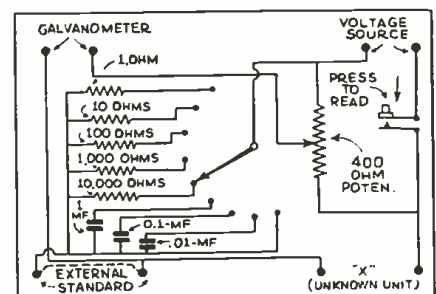 GALVANOMETER
VOLTAGE
SOURCE
1,OHM
PRESS
TO
READ
10 OHMS
100 OHMS
1,000 OHMS
10,000 OHMS
400
OHM
POTEN.
1
MF
0.1-MF
.01-MF
EXTERNAL
STANDARD
"X"
(UNKNOWN UNIT)